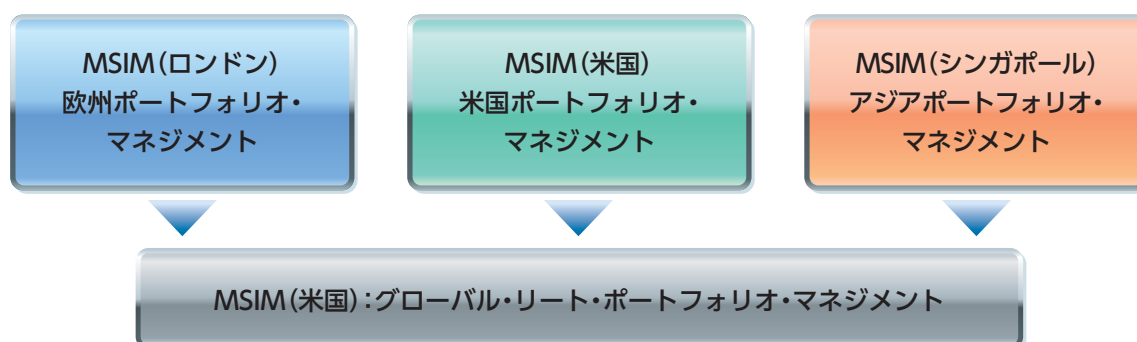 MSIM(ロンドン)
欧州ポートフォリオ・
マネジメント
MSIM(米国)
米国ポートフォリオ・
マネジメント
MSIM(シンガポール)
アジアポートフォリオ・
マネジメント
MSIM(米国):グローバル・リート・ポートフォリオ・マネジメント